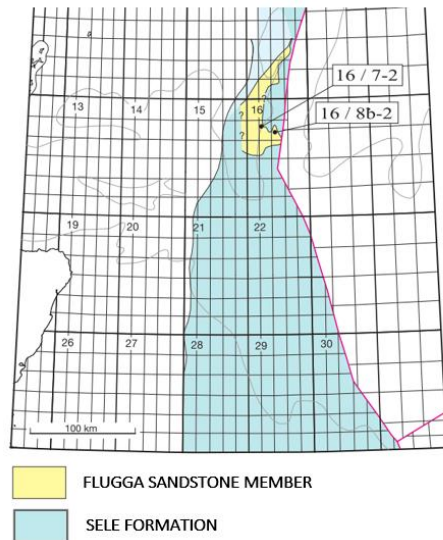 16 / 7-2
13 14 15 16
16 / 8b-2
?
?
?
19 20 21 22
26 27 28 29 30
100 km
FLUGGA SANDSTONE MEMBER
SELE FORMATION